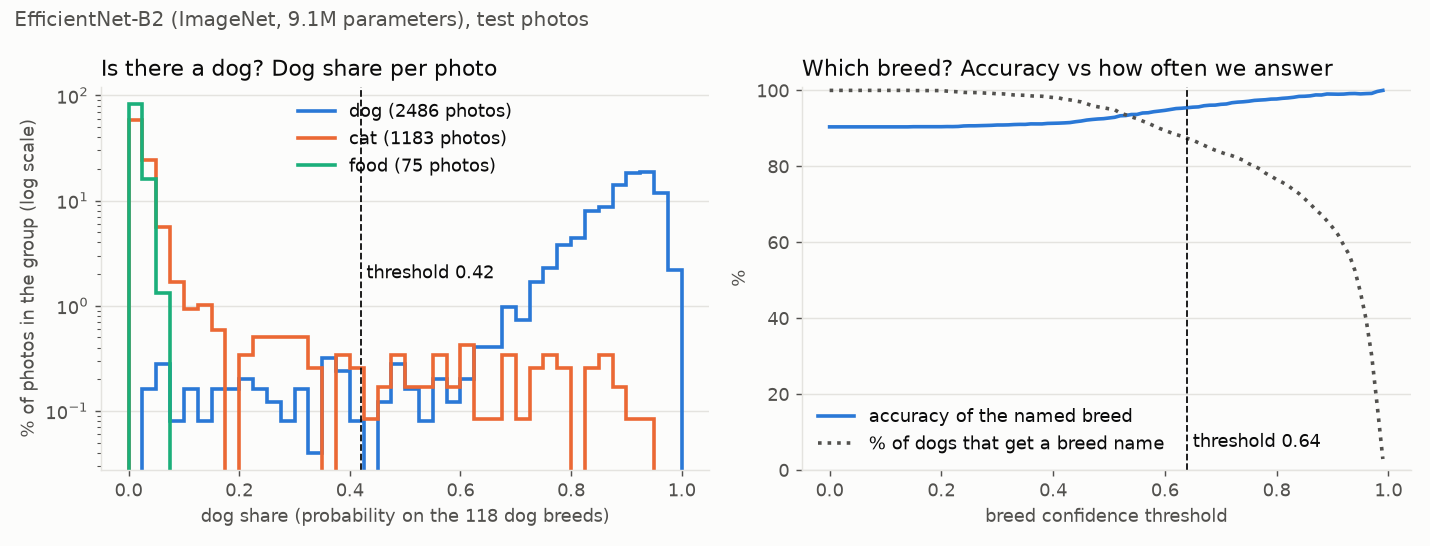 EfficientNet-B2 (ImageNet, 9.1M parameters), test photos
Is there a dog? Dog share per photo
dog (2486 photos)
cat (1183 photos)
food (75 photos)
threshold 0.42
% of photos in the group (log scale)
10²
10¹
10⁰
10⁻¹
0.0 0.2 0.4 0.6 0.8 1.0
dog share (probability on the 118 dog breeds)
Which breed? Accuracy vs how often we answer
%
100
80
60
40
20
0
accuracy of the named breed
% of dogs that get a breed name
threshold 0.64
0.0 0.2 0.4 0.6 0.8 1.0
breed confidence threshold